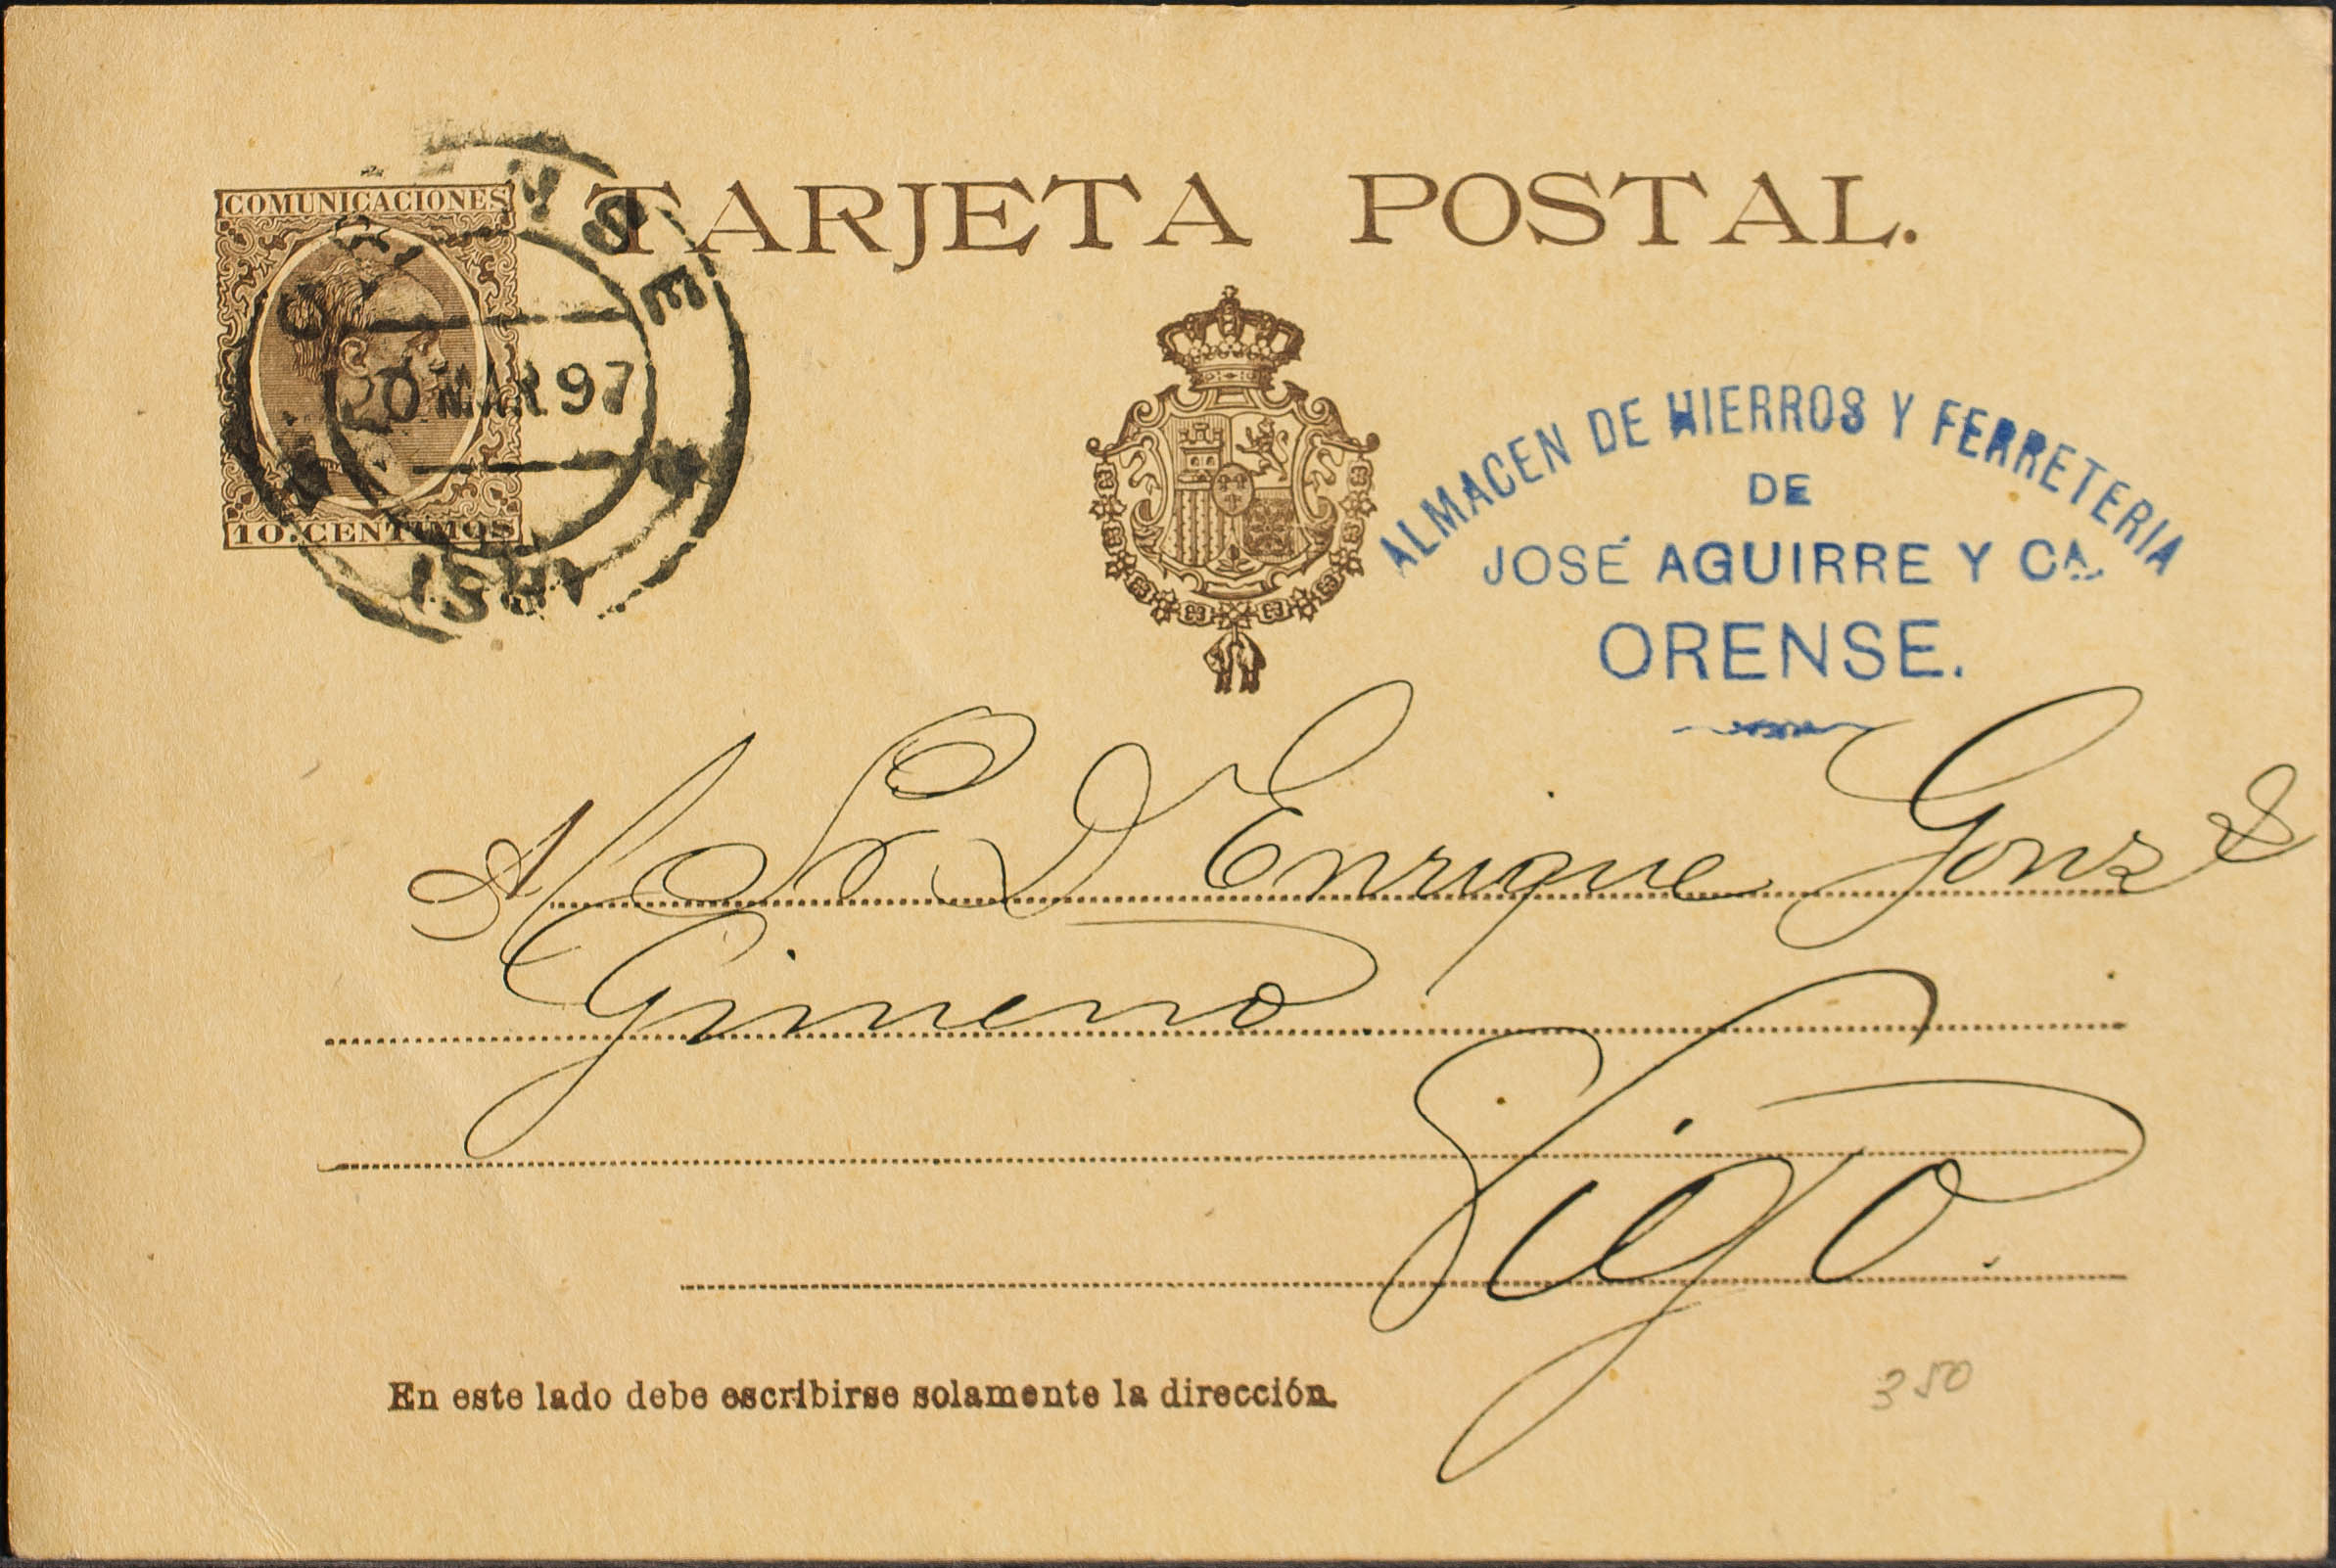 COMUNICACIONES
10 CENTIMOS
ORENSE
20 MAR 97
TARJETA POSTAL.
ALMACEN DE HIERROS Y FERRETERIA
DE
JOSÉ AGUIRRE Y CA.
ORENSE.
D Enrique Gonz
Gimeno
Vigo.
En este lado debe escribirse solamente la dirección.
350